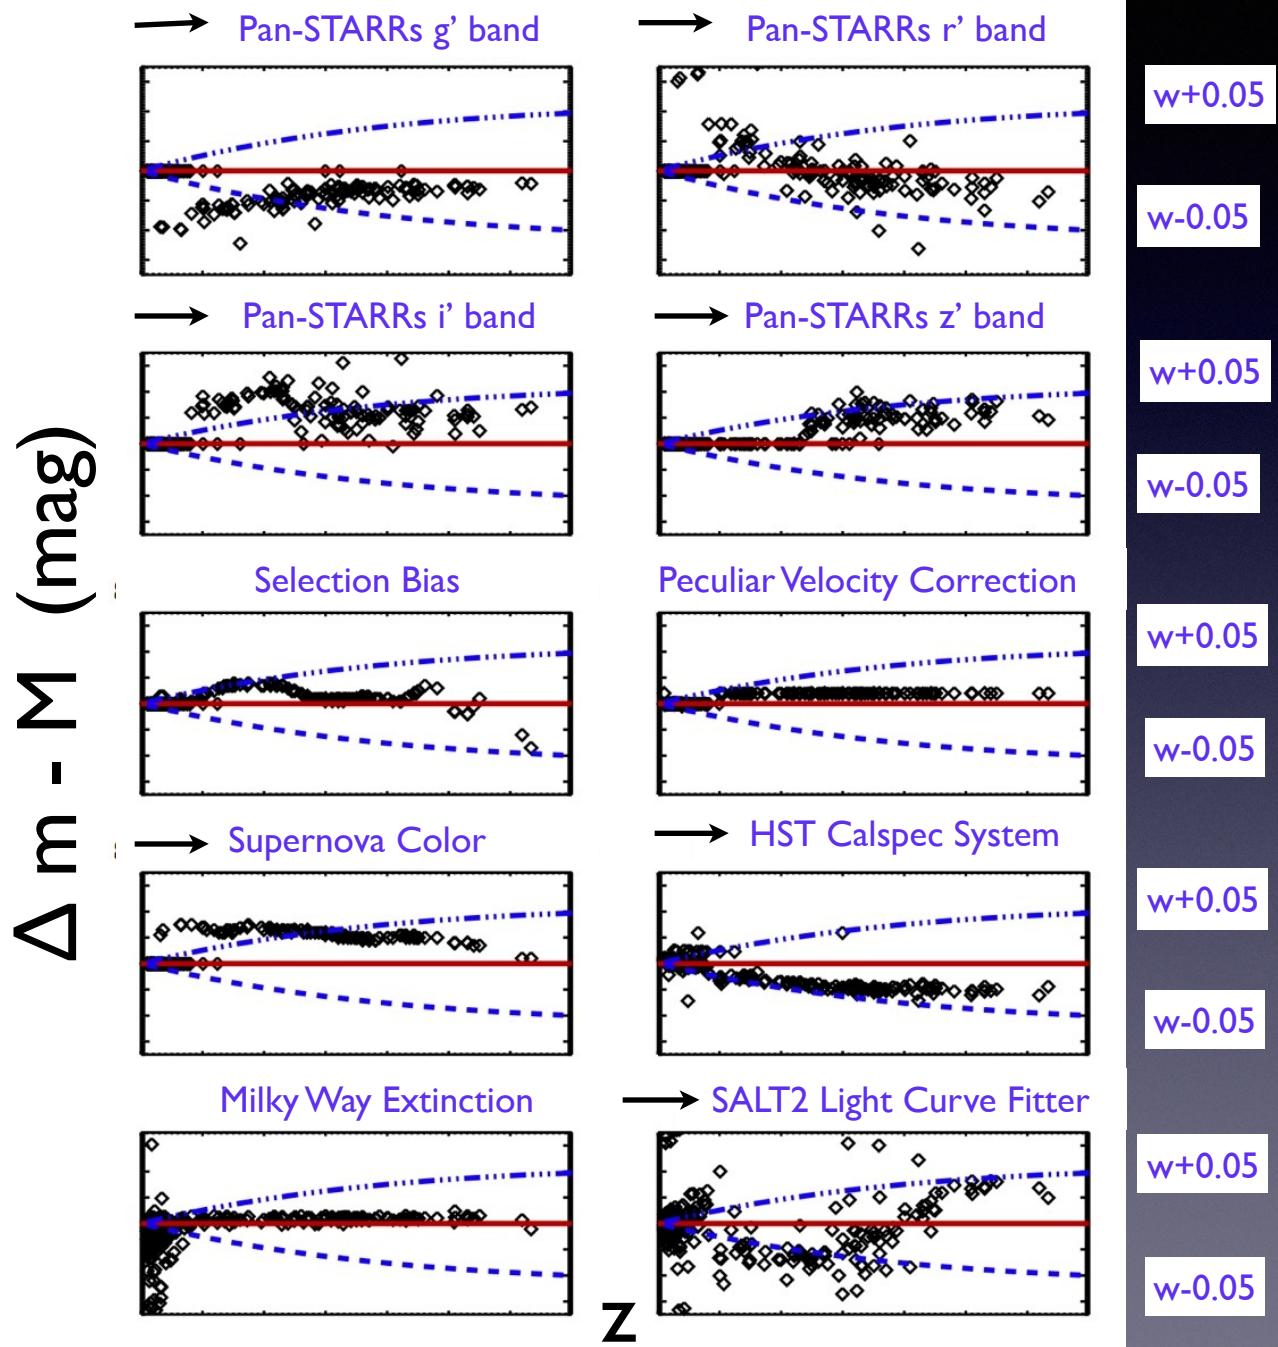 Pan-STARRs g’ band
Pan-STARRs r’ band
w+0.05
w-0.05
Pan-STARRs i’ band
Pan-STARRs z’ band
w+0.05
w-0.05
Δ m - M (mag)
Selection Bias
Peculiar Velocity Correction
w+0.05
w-0.05
Supernova Color
HST Calspec System
w+0.05
w-0.05
Milky Way Extinction
SALT2 Light Curve Fitter
w+0.05
w-0.05
z